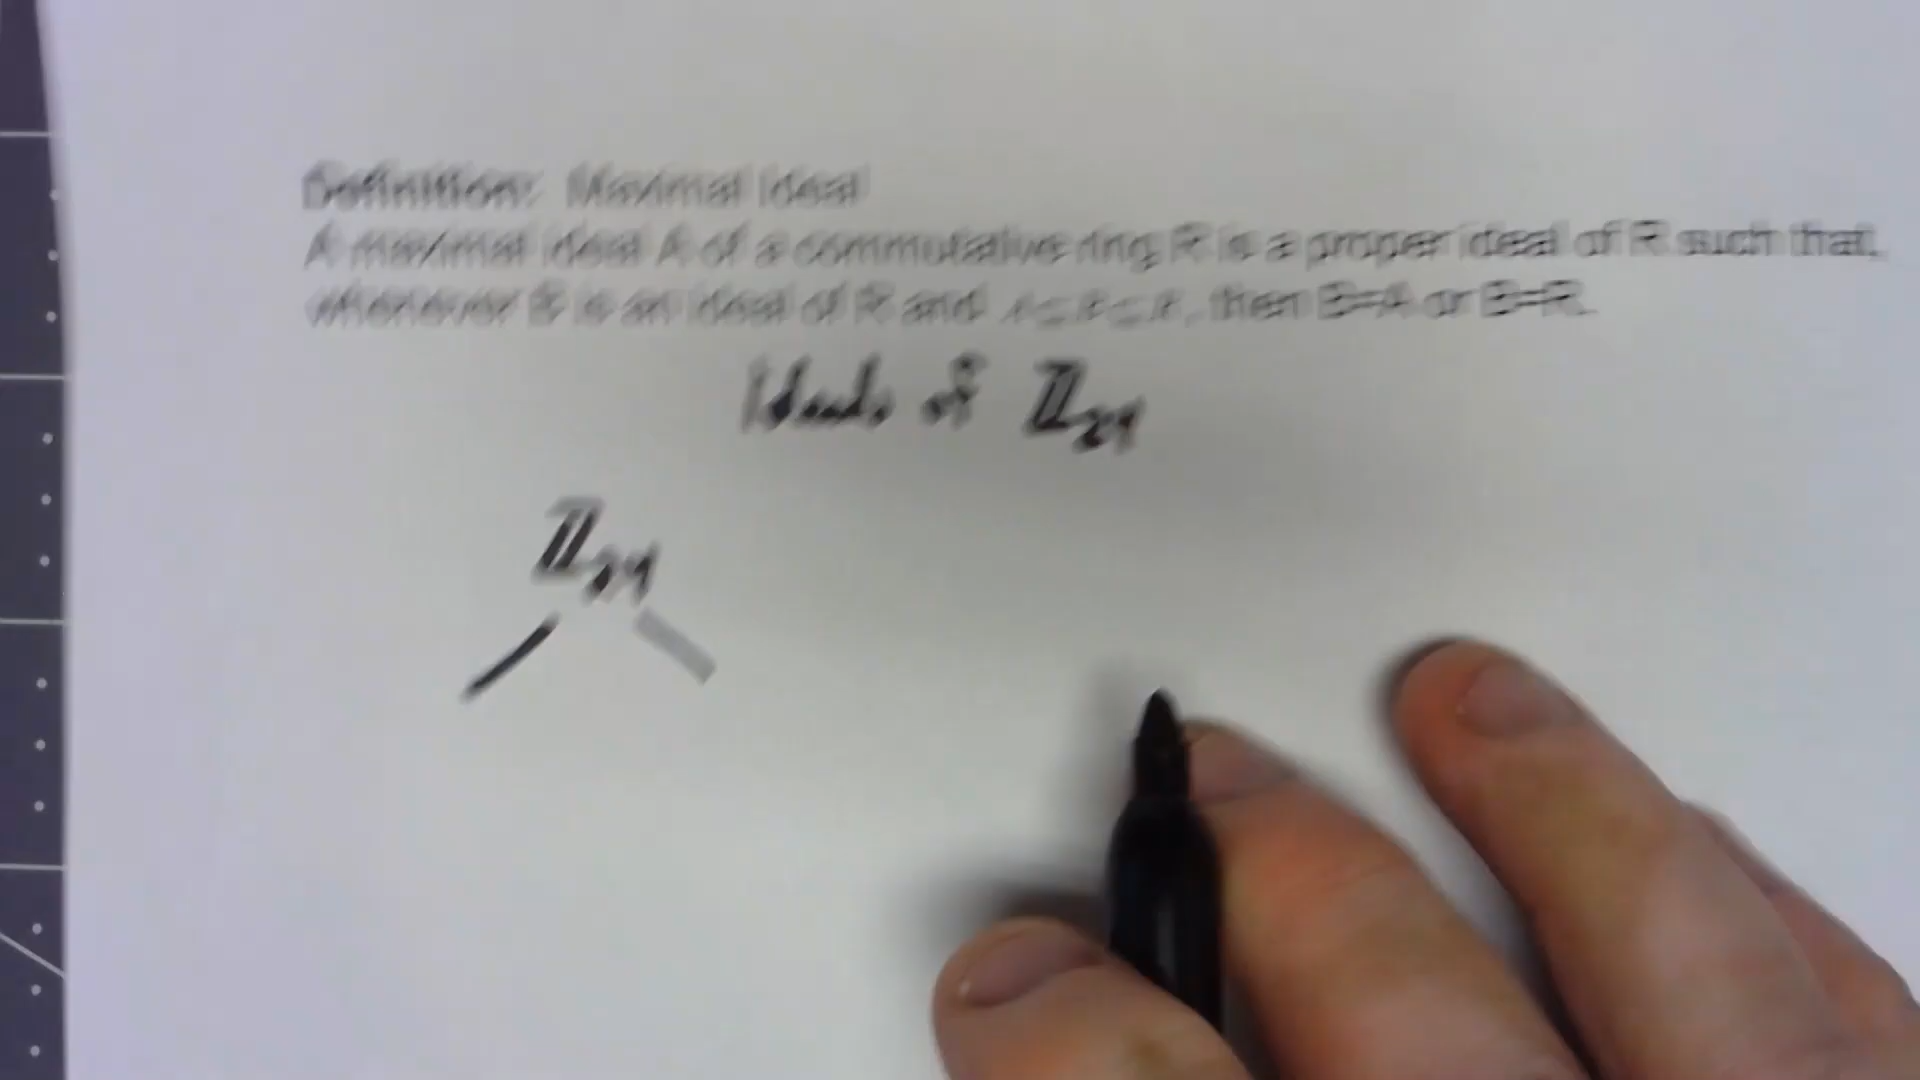 Definition: Maximal Ideal
A maximal ideal A of a commutative ring R is a proper ideal of R such that,
whenever B is an ideal of R and A ⊆ B ⊆ R, then B=A or B=R.
Ideals of ℤ₂₄
ℤ₂₄